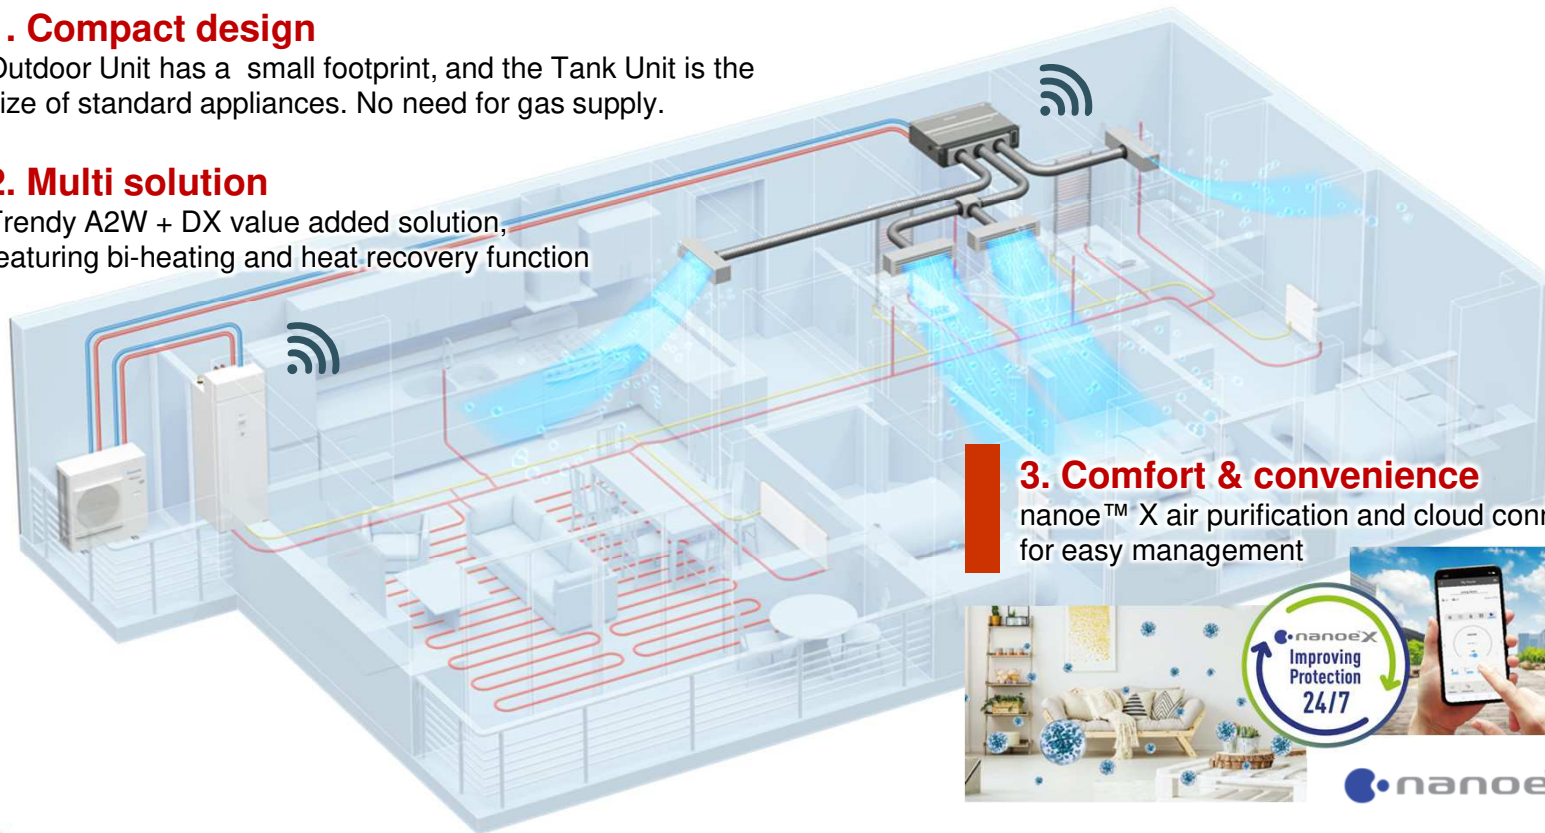 . Compact design
Outdoor Unit has a small footprint, and the Tank Unit is the
ize of standard appliances. No need for gas supply.
2. Multi solution
Trendy A2W + DX value added solution,
eaturing bi-heating and heat recovery function
3. Comfort & convenience
nanoe™ X air purification and cloud conn
for easy management
nanoeX
Improving
Protection
24/7
nanoe